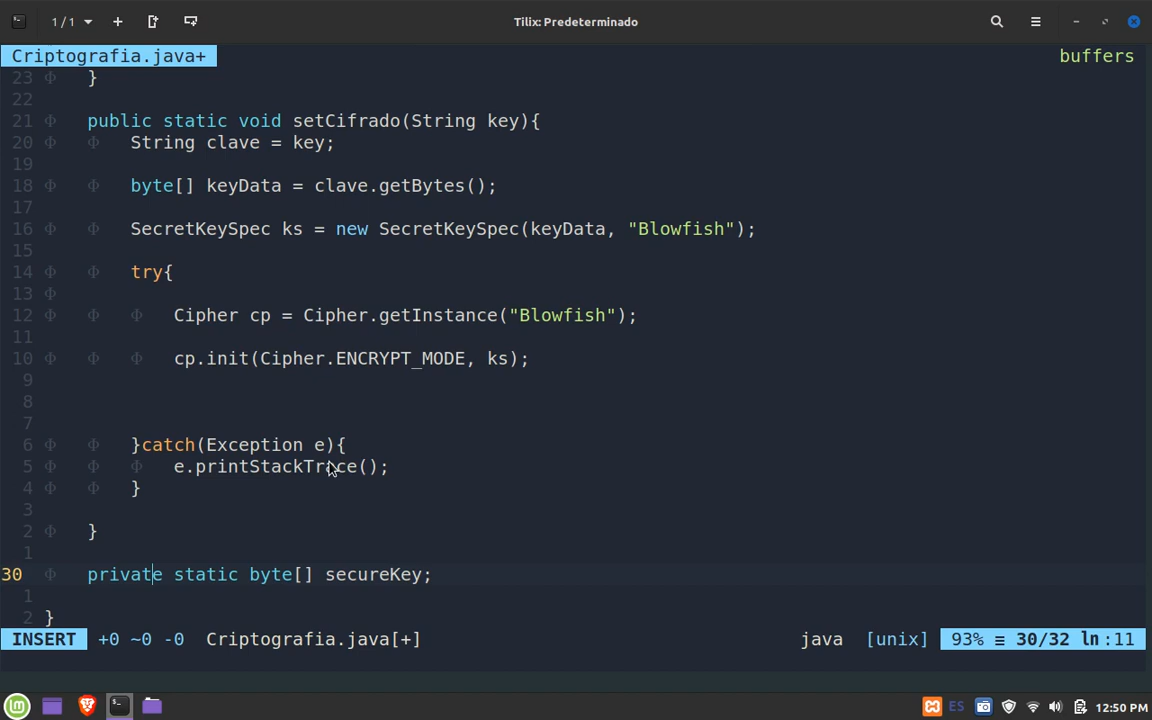 1 / 1
Tilix: Predeterminado
Criptografia.java+ buffers
23 Φ }
22
21 Φ public static void setCifrado(String key){
20 Φ Φ String clave = key;
19
18 Φ Φ byte[] keyData = clave.getBytes();
17
16 Φ Φ SecretKeySpec ks = new SecretKeySpec(keyData, "Blowfish");
15
14 Φ Φ try{
13 Φ
12 Φ Φ Φ Cipher cp = Cipher.getInstance("Blowfish");
11
10 Φ Φ Φ cp.init(Cipher.ENCRYPT_MODE, ks);
9
8
7
6 Φ Φ }catch(Exception e){
5 Φ Φ Φ e.printStackTrace();
4 Φ Φ }
3
2 Φ }
1
30 Φ private static byte[] secureKey;
1
2 }
INSERT +0 ~0 -0 Criptografia.java[+] java [unix] 93% ≡ 30/32 ln:11
ES 12:50 PM